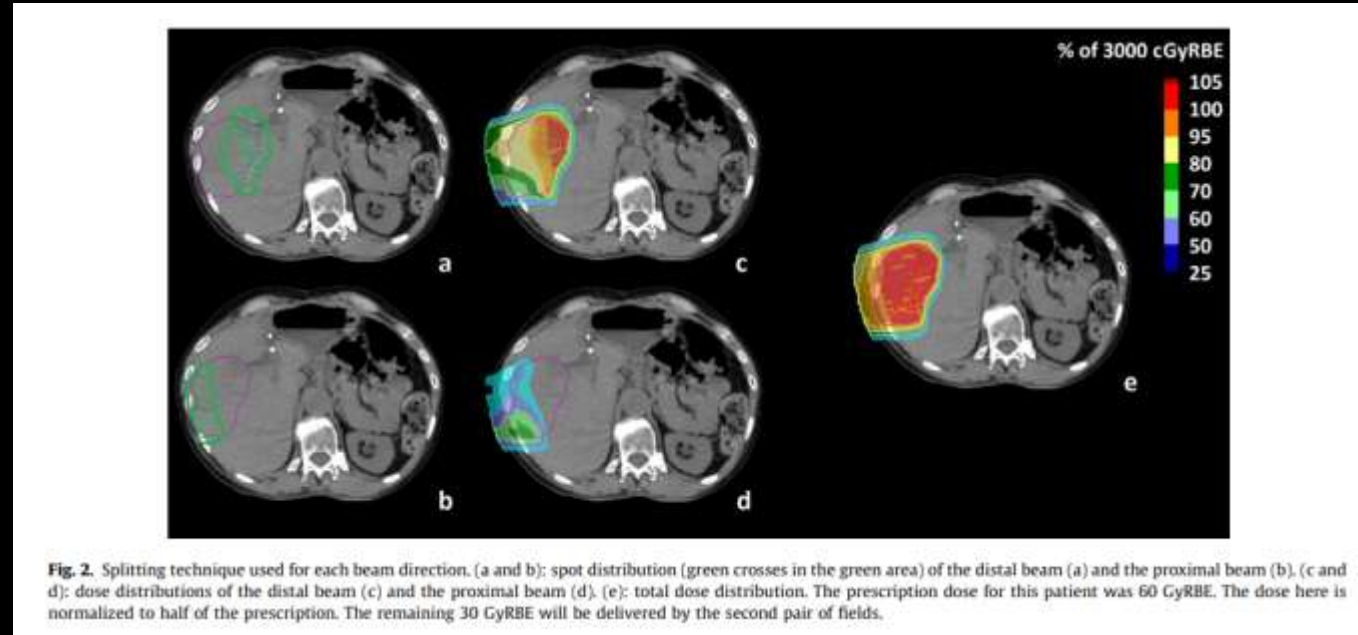 % of 3000 cGyRBE
105
100
95
80
70
60
50
25
a
c
b
d
e
Fig. 2. Splitting technique used for each beam direction. (a and b): spot distribution (green crosses in the green area) of the distal beam (a) and the proximal beam (b). (c and
d): dose distributions of the distal beam (c) and the proximal beam (d). (e): total dose distribution. The prescription dose for this patient was 60 GyRBE. The dose here is
normalized to half of the prescription. The remaining 30 GyRBE will be delivered by the second pair of fields.